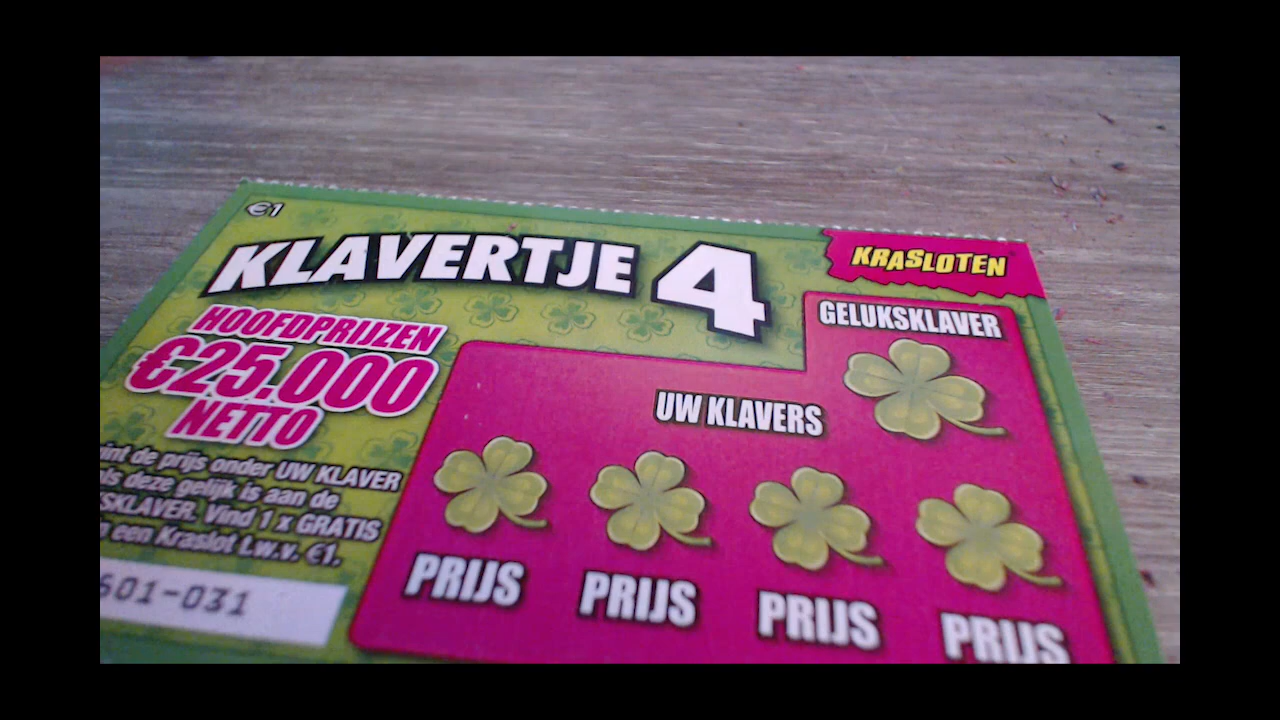 €1
KLAVERTJE 4
KRASLOTEN
HOOFDPRIJZEN
€25.000
NETTO
GELUKSKLAVER
UW KLAVERS
de prijs onder UW KLAVER
deze gelijk is aan de
Vind 1 x GRATIS
een Kraslot t.w.v. €1.
601-031
PRIJS
PRIJS
PRIJS
PRIJS